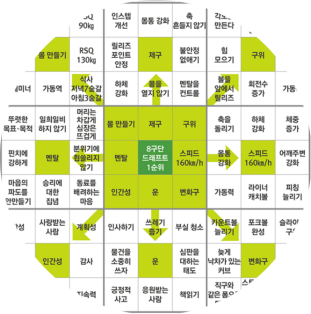 90kg
인스텝 개선
몸통 강화
축 흔들지 않기
만든다
몸 만들기
RSQ 130kg
릴리즈 포인트 안정
제구
불안정 없애기
힘 모으기
구위
가동역
식사 저녁7숟갈 아침3숟갈
하체 강화
몸을 열지 않기
멘탈을 컨트롤
볼을 앞에서 릴리즈
회전수 증가
가동
뚜렷한 목표·목적
일희일비 하지 않기
머리는 차갑게 심장은 뜨겁게
몸 만들기
제구
구위
축을 돌리기
하체 강화
체중 증가
핀치에 강하게
멘탈
분위기에 휩쓸리지 않기
멘탈
8구단 드래프트 1순위
스피드 160km/h
몸통 강화
스피드 160km/h
어깨주변 강화
마음의 파도를 안만들기
승리에 대한 집념
동료를 배려하는 마음
인간성
운
변화구
가동력
라이너 캐치볼
피칭 늘리기
사랑받는 사람
계획성
인사하기
쓰레기 줍기
부실 청소
카운트볼 늘리기
포크볼 완성
인간성
감사
물건을 소중히 쓰자
운
심판을 대하는 태도
늦게 낙차가 있는 커브
변화구
지속력
긍정적 사고
응원받는 사람
책읽기
직구와